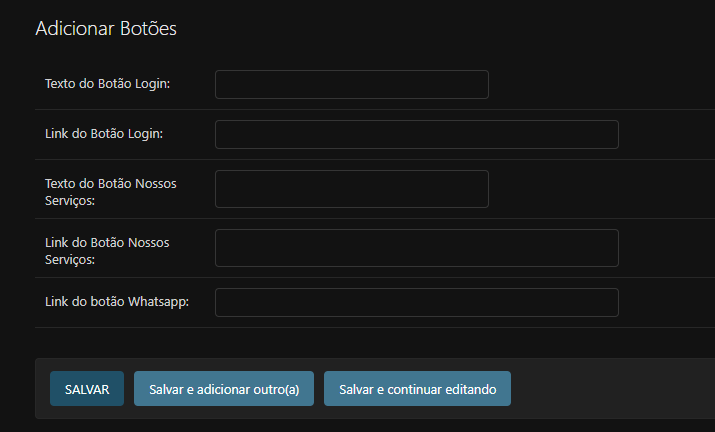 Adicionar Botões
Texto do Botão Login:
Link do Botão Login:
Texto do Botão Nossos
Serviços:
Link do Botão Nossos
Serviços:
Link do botão Whatsapp:
SALVAR
Salvar e adicionar outro(a)
Salvar e continuar editando